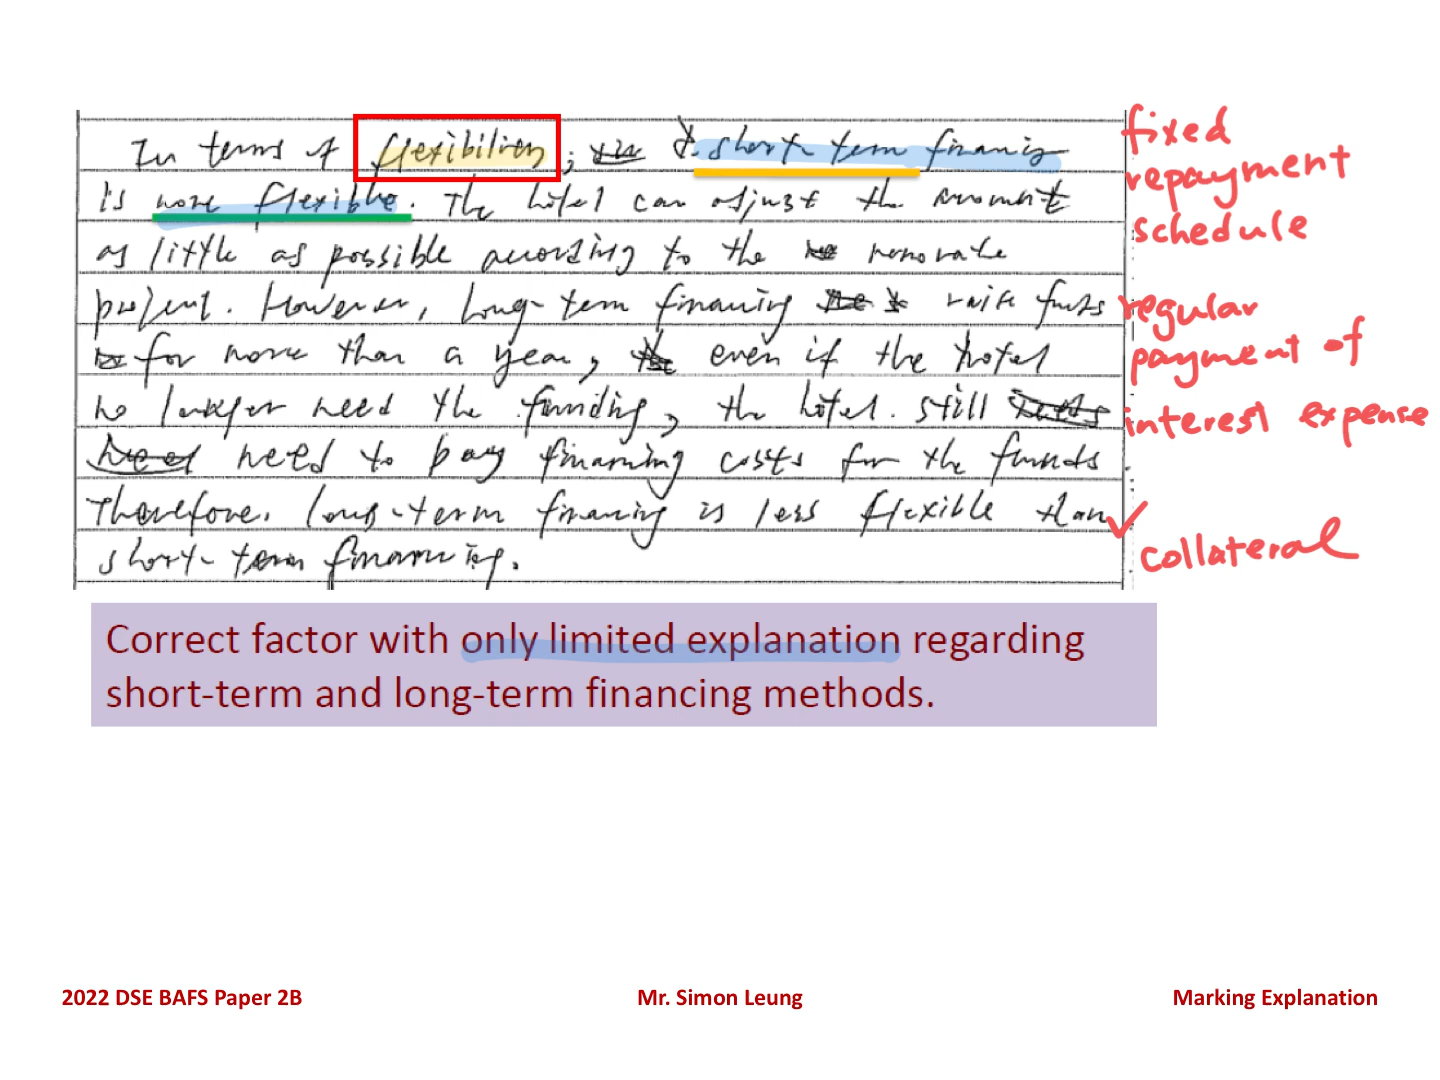 In terms of flexibility, short-term financing
is more flexible. The hotel can adjust the amount
as little as possible according to the renovate
project. However, long-term financing raise funds
for more than a year, even if the hotel
no longer need the funding, the hotel still
need to pay financing costs for the funds
Therefore, long-term financing is less flexible than
short-term financing.
fixed
repayment
schedule
regular
payment of
interest expense
collateral
Correct factor with only limited explanation regarding
short-term and long-term financing methods.
2022 DSE BAFS Paper 2B
Mr. Simon Leung
Marking Explanation